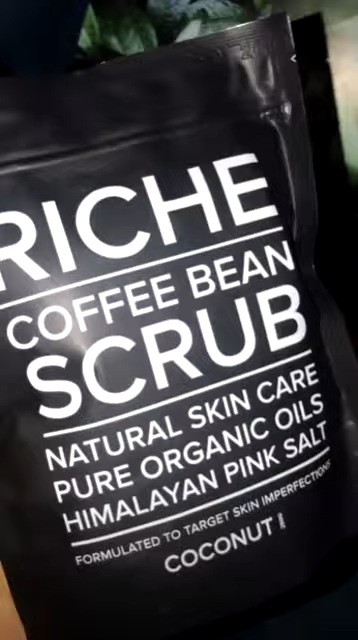 RICHE
COFFEE BEAN
SCRUB
NATURAL SKIN CARE
PURE ORGANIC OILS
HIMALAYAN PINK SALT
FORMULATED TO TARGET SKIN IMPERFECTIONS
COCONUT